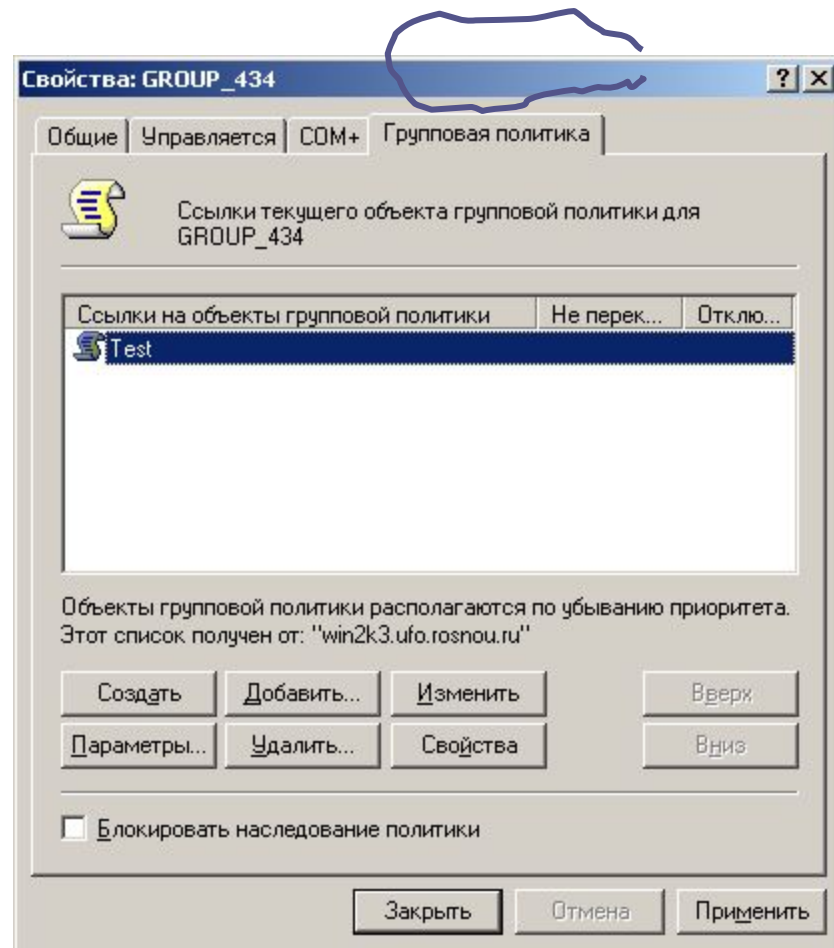 Свойства: GROUP_434
Общие Управляется COM+ Групповая политика
Ссылки текущего объекта групповой политики для
GROUP_434
Ссылки на объекты групповой политики Не перек... Отклю...
Test
Объекты групповой политики располагаются по убыванию приоритета.
Этот список получен от: "win2k3.ufo.rosnou.ru"
Создать Добавить... Изменить Вверх
Параметры... Удалить... Свойства Вниз
Блокировать наследование политики
Закрыть Отмена Применить